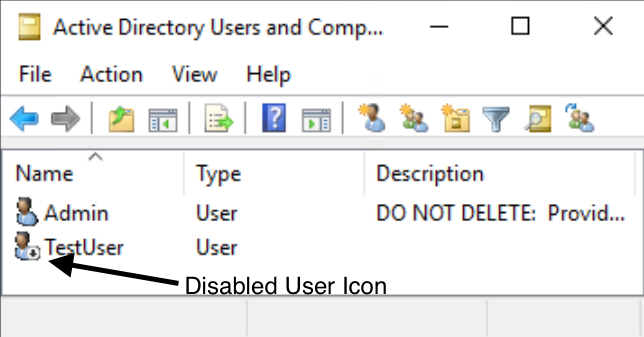 Active Directory Users and Comp...
File Action View Help
Name Type Description
Admin User DO NOT DELETE: Provid...
TestUser User
Disabled User Icon